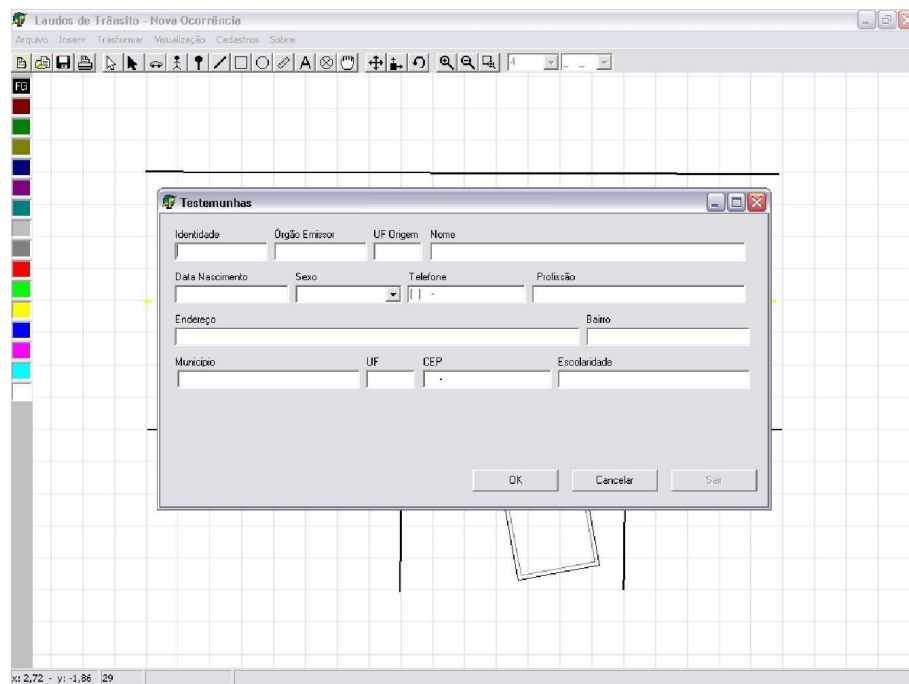 Laudos de Trânsito - Nova Ocorrência
Arquivo Inserir Trasformar Visualização Cadastros Sobre
A 4
FG
Testemunhas
Identidade Órgão Emissor UF Origem Nome
Data Nascimento Sexo Telefone Profissão
( ) -
Endereço Bairro
Municipio UF CEP Escolaridade
-
OK Cancelar Sair
x: 2,72 - y: -1,86 29